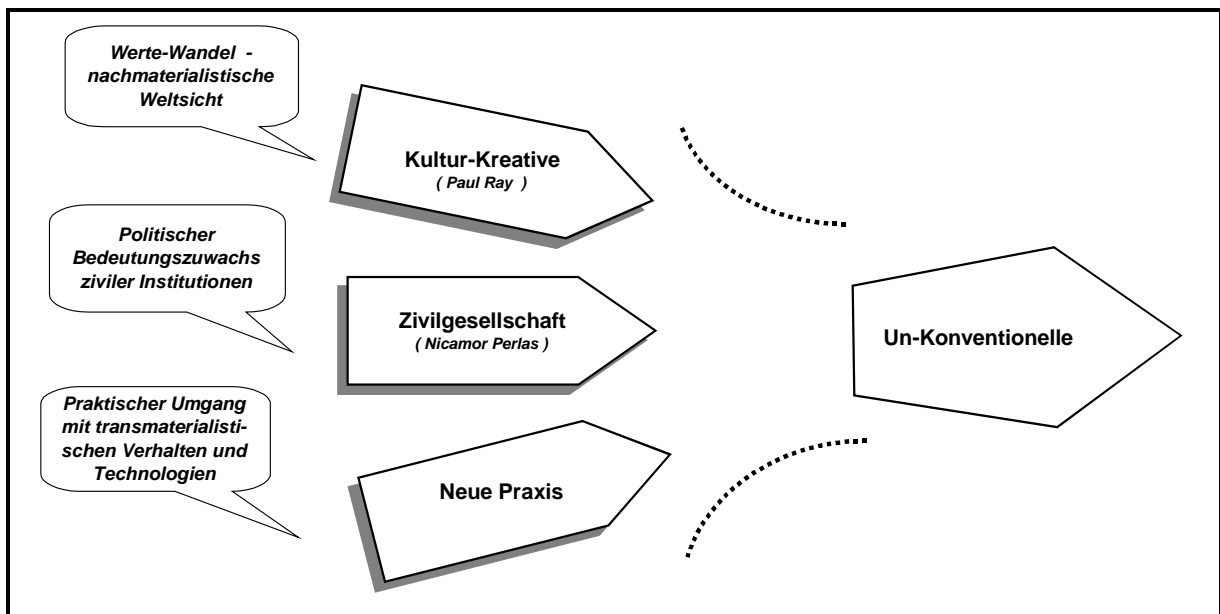 Werte-Wandel -
nachmaterialistische
Weltsicht
Kultur-Kreative
( Paul Ray )
Politischer
Bedeutungszuwachs
ziviler Institutionen
Zivilgesellschaft
( Nicamor Perlas )
Un-Konventionelle
Praktischer Umgang
mit transmaterialisti-
schen Verhalten und
Technologien
Neue Praxis